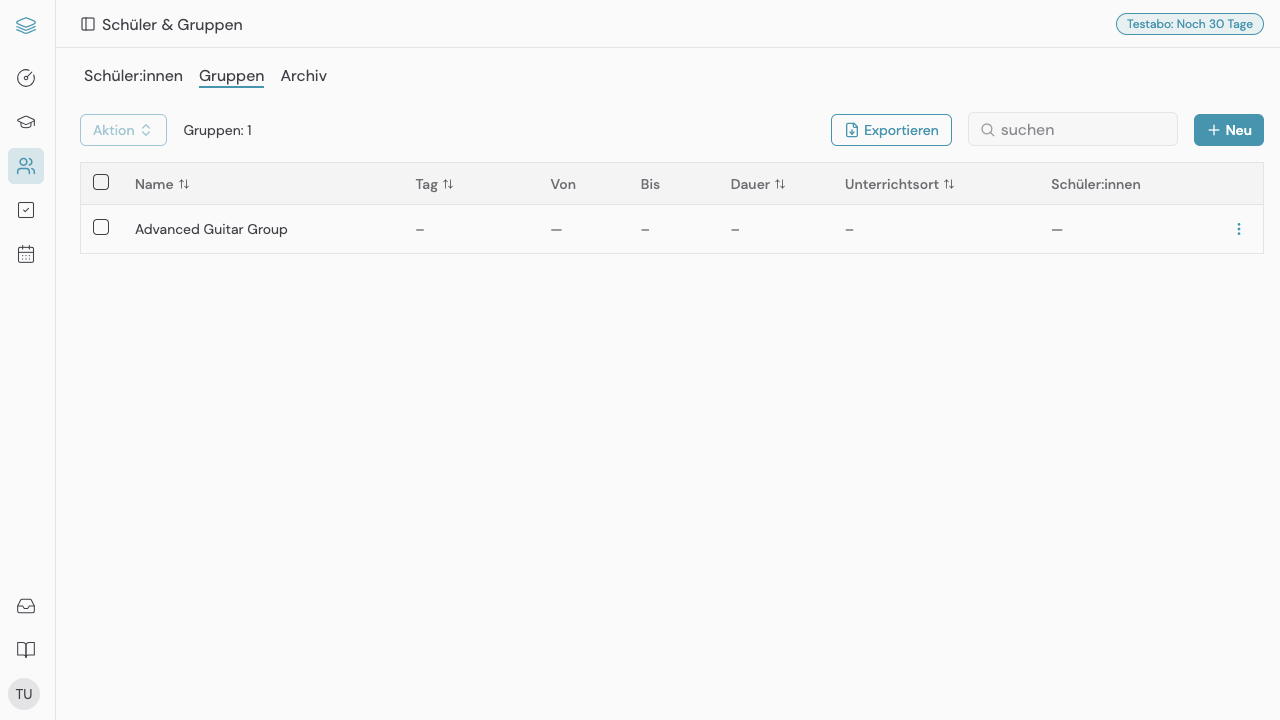 Schüler & Gruppen
Testabo: Noch 30 Tage
Schüler:innen Gruppen Archiv
Aktion Gruppen: 1 Exportieren suchen Neu
Name Tag Von Bis Dauer Unterrichtsort Schüler:innen
Advanced Guitar Group – — – – – —
TU